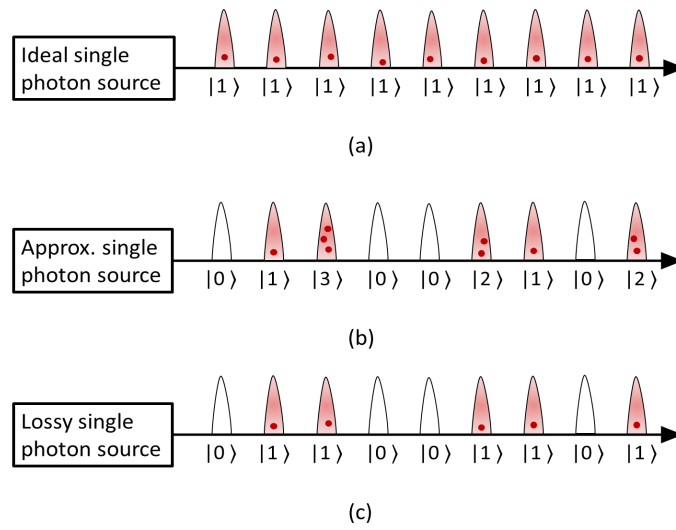 Ideal single
photon source
|1⟩ |1⟩ |1⟩ |1⟩ |1⟩ |1⟩ |1⟩ |1⟩ |1⟩
(a)
Approx. single
photon source
|0⟩ |1⟩ |3⟩ |0⟩ |0⟩ |2⟩ |1⟩ |0⟩ |2⟩
(b)
Lossy single
photon source
|0⟩ |1⟩ |1⟩ |0⟩ |0⟩ |1⟩ |1⟩ |0⟩ |1⟩
(c)